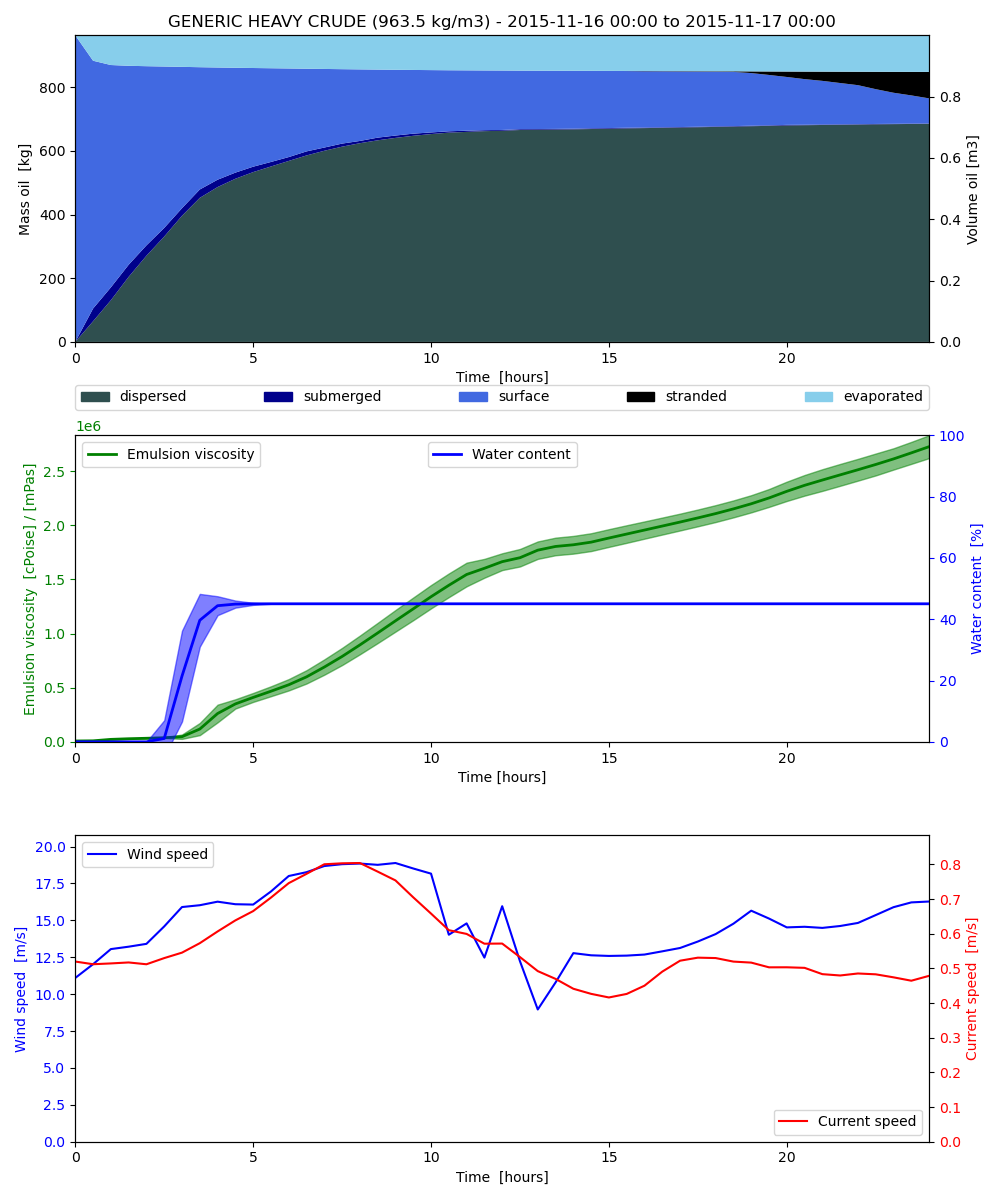 GENERIC HEAVY CRUDE (963.5 kg/m3) - 2015-11-16 00:00 to 2015-11-17 00:00
Mass oil  [kg]
800
600
400
200
0
0.8
0.6
0.4
0.2
0.0
Volume oil [m3]
0 5 10 15 20
Time  [hours]
dispersed submerged surface stranded evaporated
1e6
Emulsion viscosity  [cPoise] / [mPas]
2.5
2.0
1.5
1.0
0.5
0.0
Emulsion viscosity
Water content
100
80
60
40
20
0
Water content  [%]
0 5 10 15 20
Time [hours]
Wind speed  [m/s]
20.0
17.5
15.0
12.5
10.0
7.5
5.0
2.5
0.0
Wind speed
0.8
0.7
0.6
0.5
0.4
0.3
0.2
0.1
0.0
Current speed  [m/s]
Current speed
0 5 10 15 20
Time  [hours]